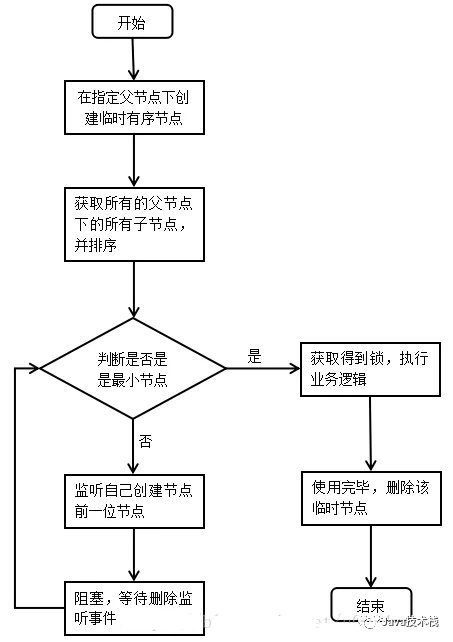 开始
在指定父节点下创
建临时有序节点
获取所有的父节点
下的所有子节点，
并排序
判断是否是
是最小节点
是
获取得到锁，执行
业务逻辑
否
监听自己创建节点
前一位节点
使用完毕，删除该
临时节点
阻塞，等待删除监
听事件
结束
Java技术栈